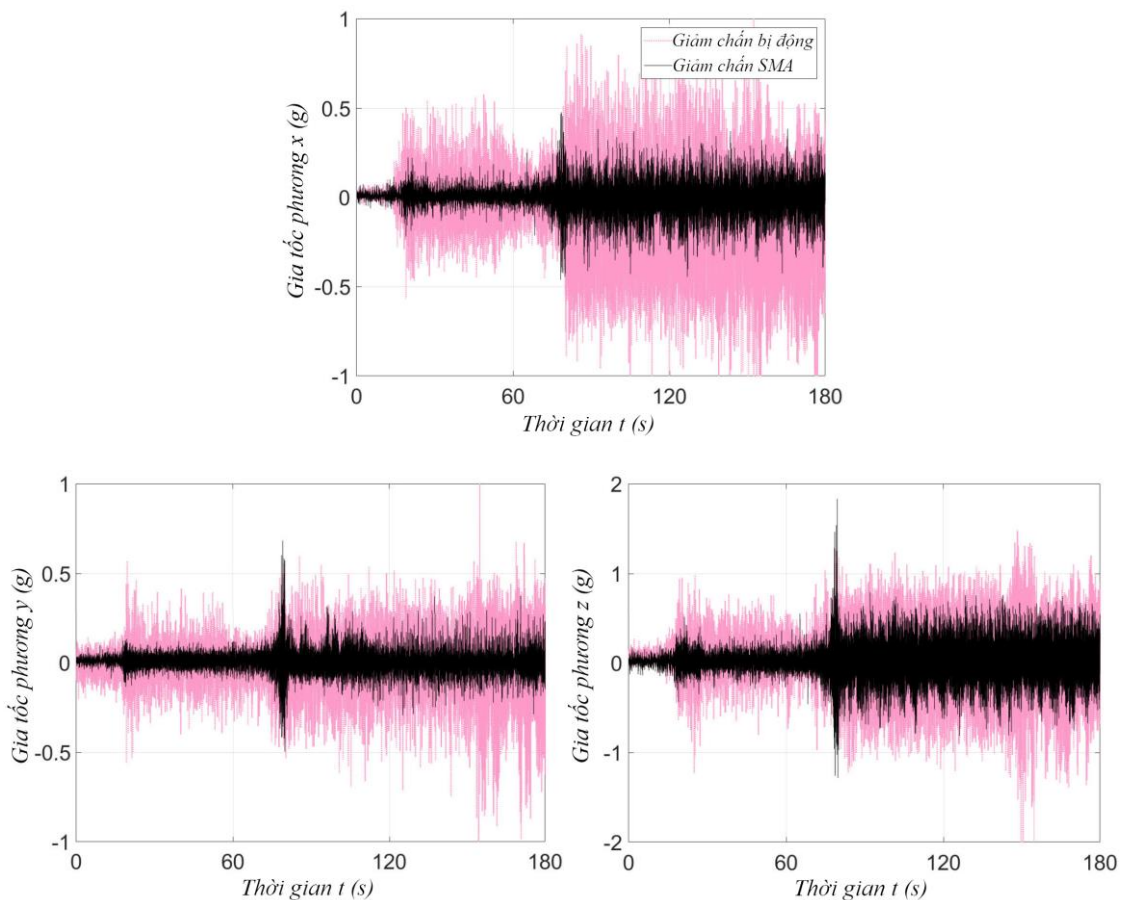 1
0.5
0
-0.5
-1
Gia tốc phương x (g)
Giảm chấn bị động
Giảm chấn SMA
0 60 120 180
Thời gian t (s)
1
0.5
0
-0.5
-1
Gia tốc phương y (g)
0 60 120 180
Thời gian t (s)
2
1
0
-1
-2
Gia tốc phương z (g)
0 60 120 180
Thời gian t (s)